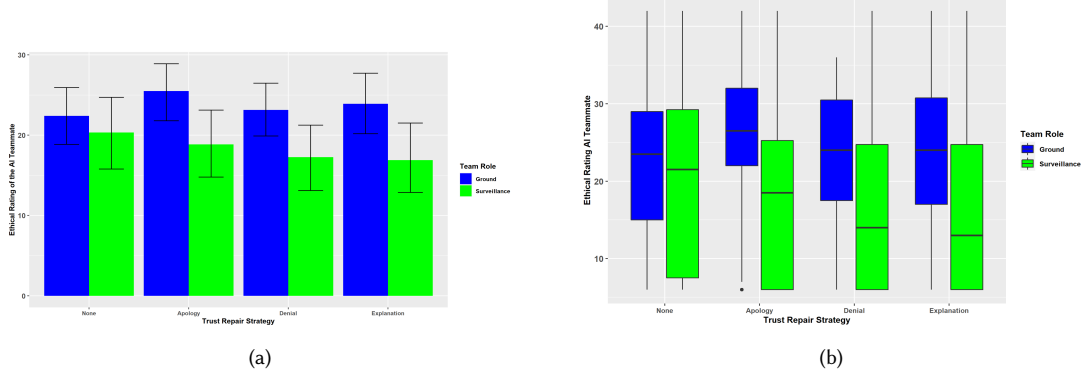 30
20
10
0
Ethical Rating of the AI Teammate
None
Apology
Denial
Explanation
Trust Repair Strategy
Team Role
Ground
Surveillance
(a)
40
30
20
10
Ethical Rating AI Teammate
None
Apology
Denial
Explanation
Trust Repair Strategy
Team Role
Ground
Surveillance
(b)